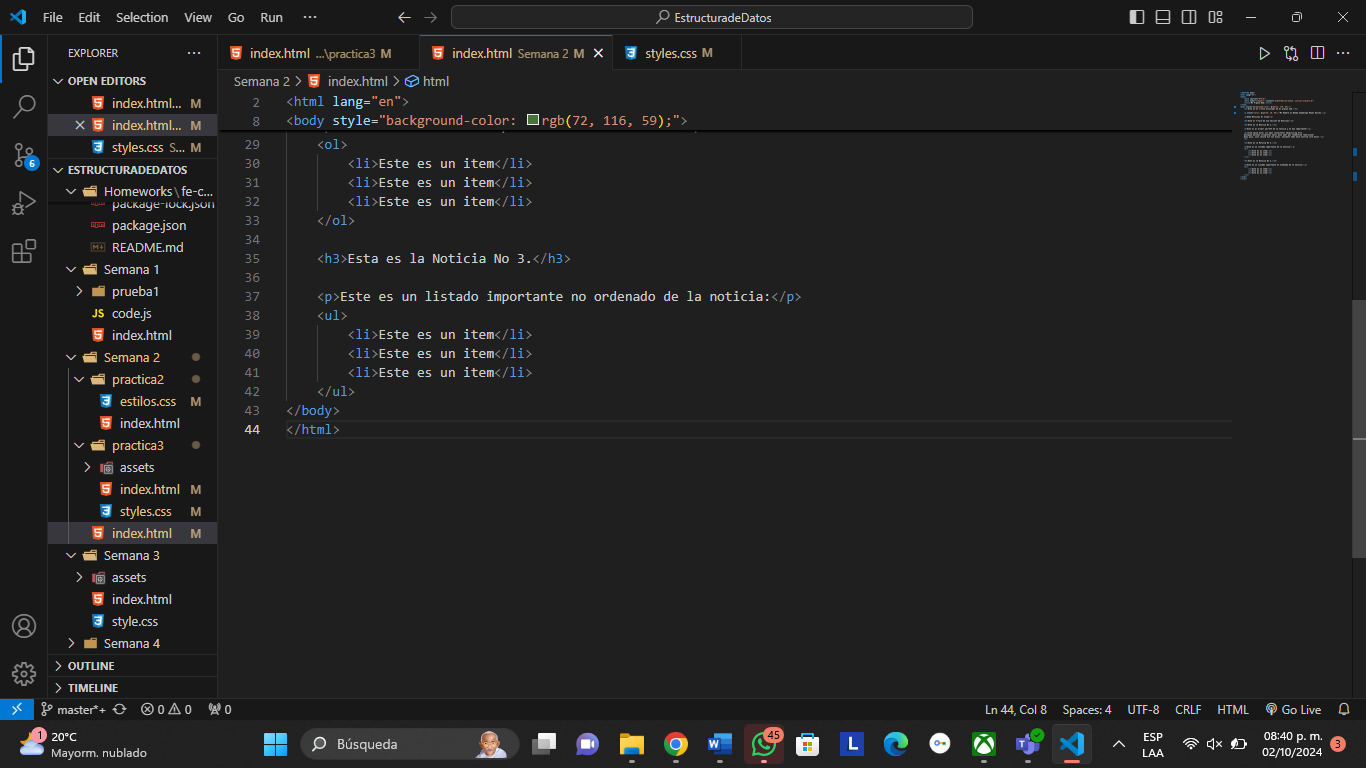 File Edit Selection View Go Run ··· EstructuradeDatos
EXPLORER ···
OPEN EDITORS
index.html... M
index.html... M
styles.css S... M
ESTRUCTURADEDATOS
Homeworks\fe-c...
package-lock.json
package.json
README.md
Semana 1
prueba1
JS code.js
index.html
Semana 2
practica2
estilos.css M
index.html
practica3
assets
index.html M
styles.css M
index.html M
Semana 3
assets
index.html
style.css
Semana 4
OUTLINE
TIMELINE
6
index.html ...\practica3 M index.html Semana 2 M styles.css M
Semana 2 > index.html > html
2 <html lang="en">
8 <body style="background-color: rgb(72, 116, 59);">
29 <ol>
30 <li>Este es un item</li>
31 <li>Este es un item</li>
32 <li>Este es un item</li>
33 </ol>
34
35 <h3>Esta es la Noticia No 3.</h3>
36
37 <p>Este es un listado importante no ordenado de la noticia:</p>
38 <ul>
39 <li>Este es un item</li>
40 <li>Este es un item</li>
41 <li>Este es un item</li>
42 </ul>
43 </body>
44 </html>
master*+ 0 0 0 Ln 44, Col 8 Spaces: 4 UTF-8 CRLF HTML Go Live
1 20°C
Mayorm. nublado
Búsqueda
W 45 L
ESP
LAA
08:40 p. m.
02/10/2024
3